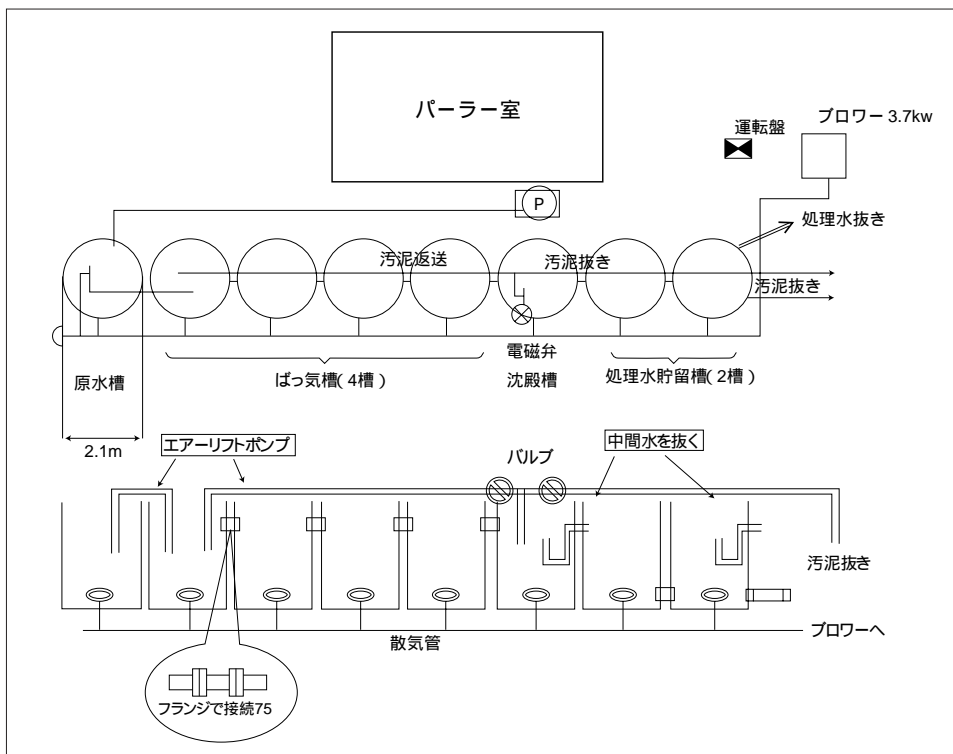 パーラー室
ブロワー 3.7kw
運転盤
P
処理水抜き
汚泥返送
汚泥抜き
汚泥抜き
電磁弁
原水槽
ばっ気槽(4槽)
沈殿槽
処理水貯留槽(2槽)
2.1m
エアーリフトポンプ
バルブ
中間水を抜く
汚泥抜き
散気管
ブロワーへ
フランジで接続75